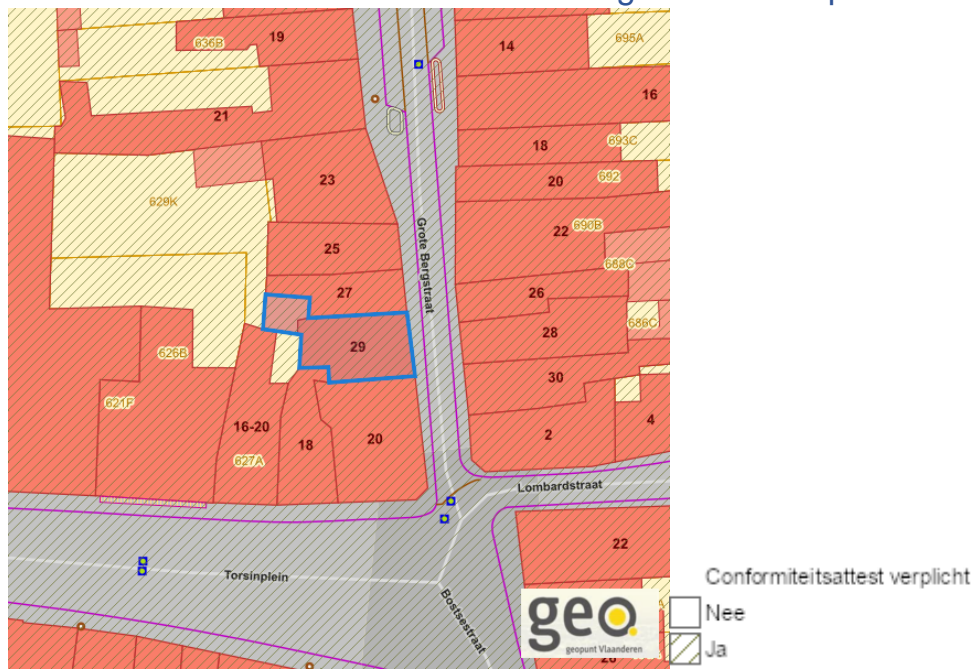 19
636B
14
695A
16
21
18
693C
23
20
692
629K
22
690B
Grote Bergstraat
25
688C
27
26
686C
28
29
626B
30
621F
16-20
18
20
2
4
627A
Lombardstraat
22
Torsinplein
Bostsestraat
geo.
geopunt Vlaanderen
Conformiteitsattest verplicht
Nee
Ja